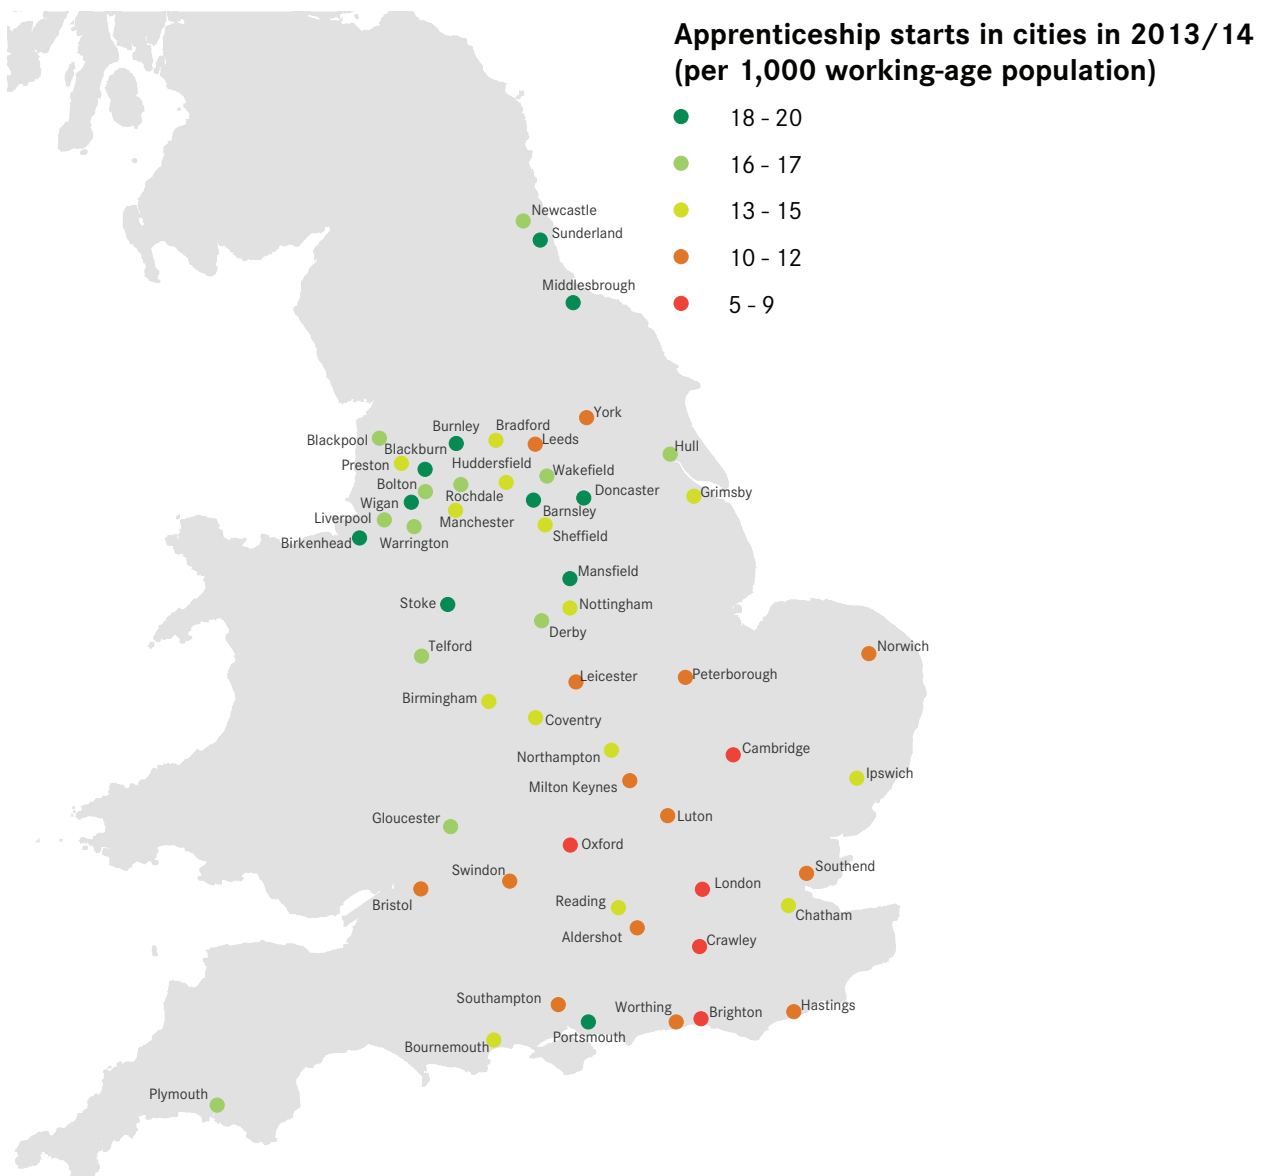 Apprenticeship starts in cities in 2013/14
(per 1,000 working-age population)
18 - 20
16 - 17
13 - 15
10 - 12
5 - 9
Newcastle
Sunderland
Middlesbrough
York
Burnley
Bradford
Leeds
Blackpool
Blackburn
Hull
Preston
Huddersfield
Wakefield
Bolton
Rochdale
Doncaster
Grimsby
Wigan
Barnsley
Liverpool
Manchester
Sheffield
Birkenhead
Warrington
Mansfield
Stoke
Nottingham
Derby
Telford
Norwich
Leicester
Peterborough
Birmingham
Coventry
Northampton
Cambridge
Ipswich
Milton Keynes
Gloucester
Luton
Oxford
Swindon
Southend
London
Bristol
Reading
Chatham
Aldershot
Crawley
Southampton
Worthing
Brighton
Hastings
Portsmouth
Bournemouth
Plymouth